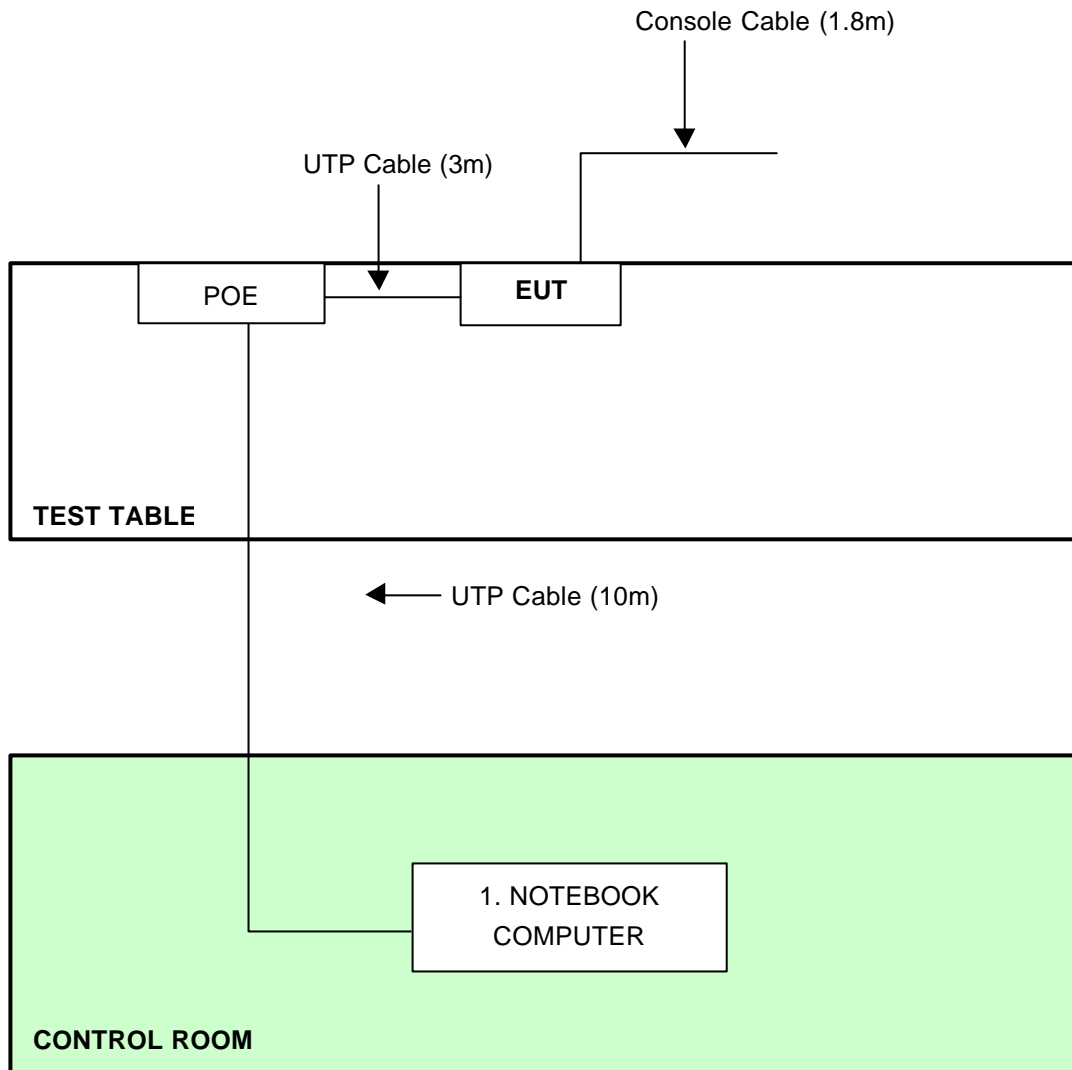 Console Cable (1.8m)
UTP Cable (3m)
POE
EUT
TEST TABLE
UTP Cable (10m)
1. NOTEBOOK
COMPUTER
CONTROL ROOM